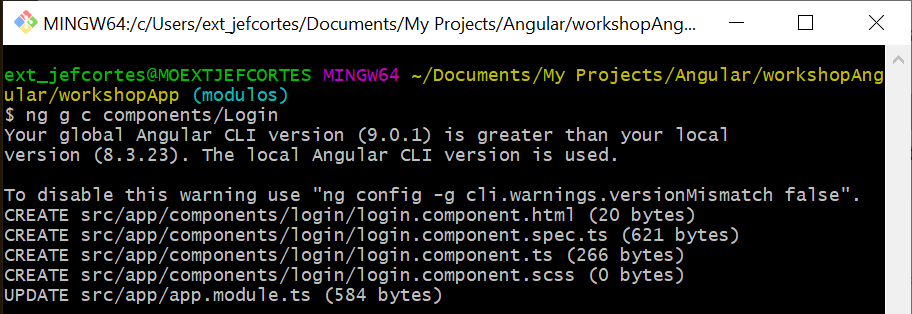 MINGW64:/c/Users/ext_jefcortes/Documents/My Projects/Angular/workshopAng...
ext_jefcortes@MOEXTJEFCORTES MINGW64 ~/Documents/My Projects/Angular/workshopAng
ular/workshopApp (modulos)
$ ng g c components/Login
Your global Angular CLI version (9.0.1) is greater than your local
version (8.3.23). The local Angular CLI version is used.
To disable this warning use "ng config -g cli.warnings.versionMismatch false".
CREATE src/app/components/login/login.component.html (20 bytes)
CREATE src/app/components/login/login.component.spec.ts (621 bytes)
CREATE src/app/components/login/login.component.ts (266 bytes)
CREATE src/app/components/login/login.component.scss (0 bytes)
UPDATE src/app/app.module.ts (584 bytes)